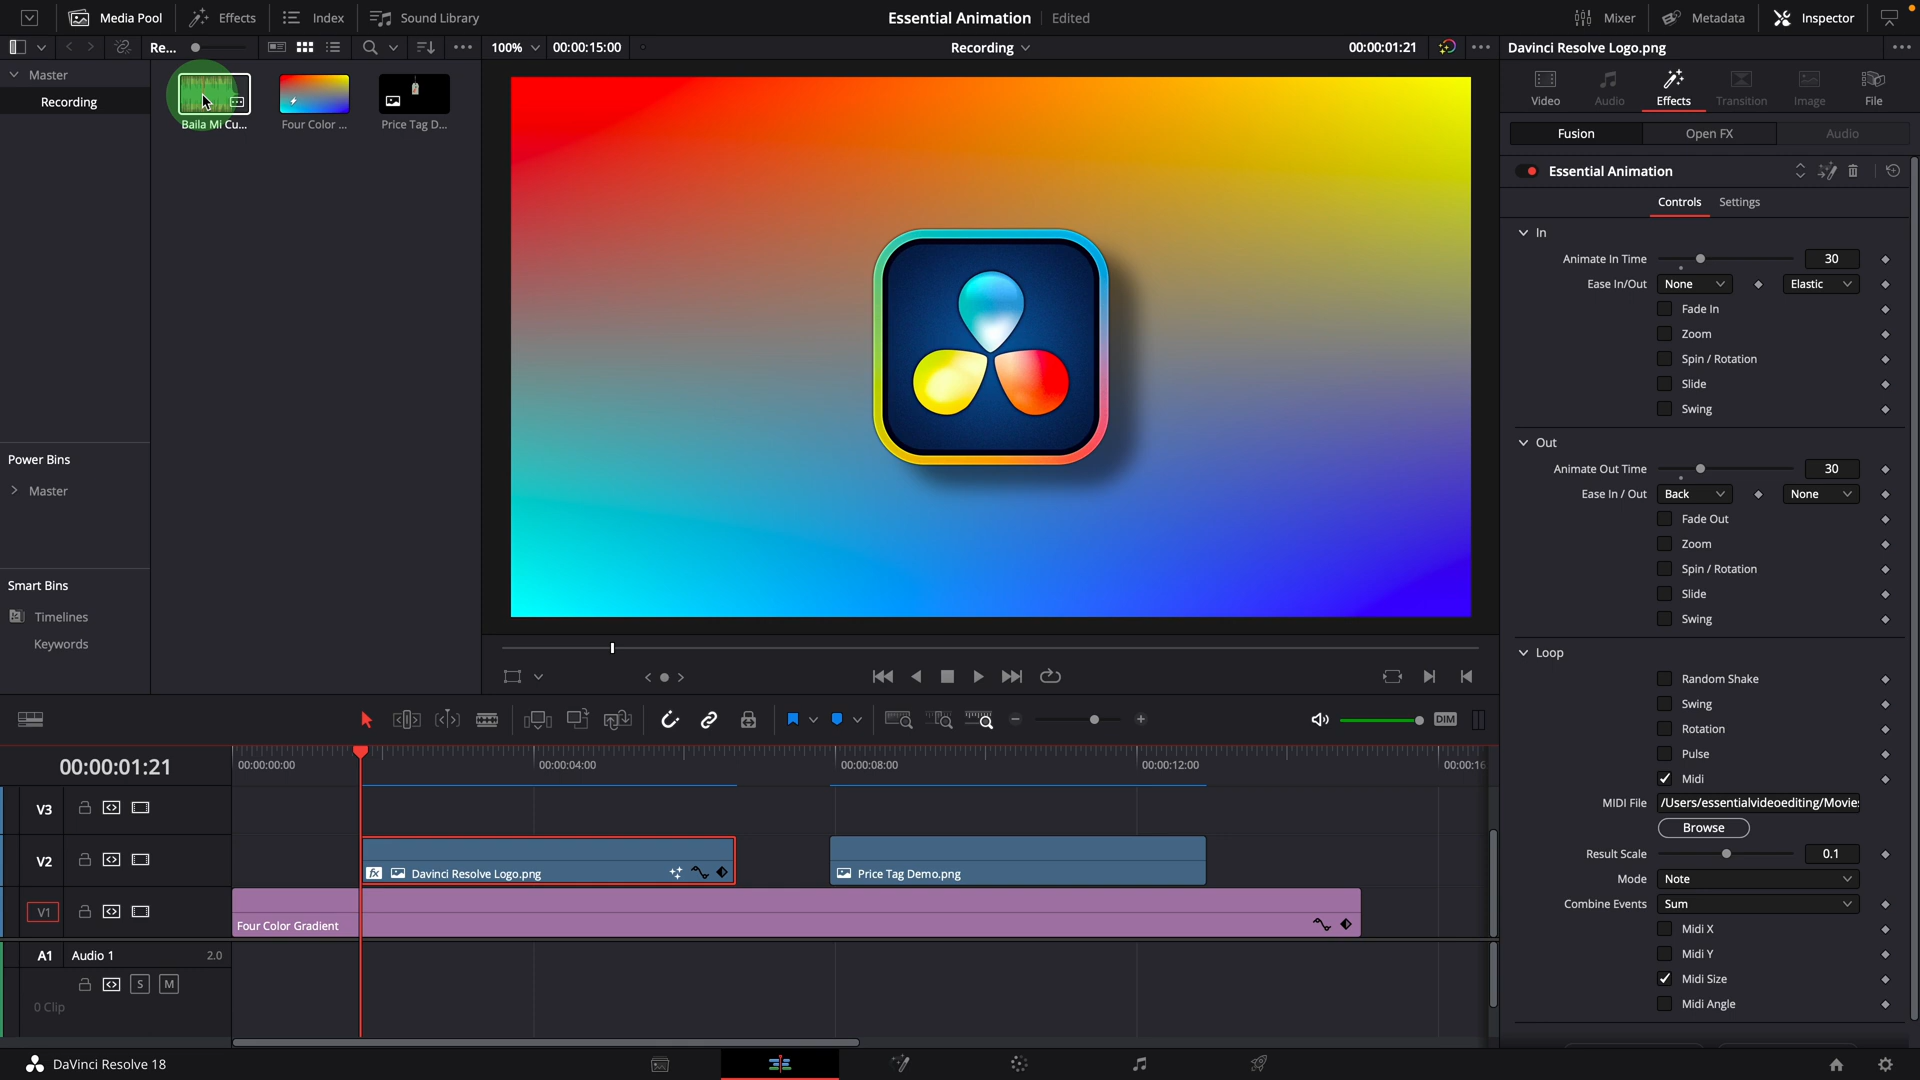 Media Pool
Effects
Index
Sound Library
Essential Animation
Edited
Mixer
Metadata
Inspector
Re...
100%
00:00:15:00
Recording
00:00:01:21
Davinci Resolve Logo.png
Master
Recording
Baila Mi Cu...
Four Color ...
Price Tag D...
Video
Audio
Effects
Transition
Image
File
Fusion
Open FX
Audio
Essential Animation
Controls
Settings
In
Animate In Time
30
Ease In/Out
None
Elastic
Fade In
Zoom
Spin / Rotation
Slide
Swing
Out
Animate Out Time
30
Ease In / Out
Back
None
Fade Out
Zoom
Spin / Rotation
Slide
Swing
Loop
Random Shake
Swing
Rotation
Pulse
Midi
MIDI File
/Users/essentialvideoediting/Movie
Browse
Result Scale
0.1
Mode
Note
Combine Events
Sum
Midi X
Midi Y
Midi Size
Midi Angle
Power Bins
Master
Smart Bins
Timelines
Keywords
DIM
00:00:01:21
00:00:00:00
00:00:04:00
00:00:08:00
00:00:12:00
00:00:16
V3
V2
fx
Davinci Resolve Logo.png
Price Tag Demo.png
V1
Four Color Gradient
A1
Audio 1
2.0
S
M
0 Clip
DaVinci Resolve 18